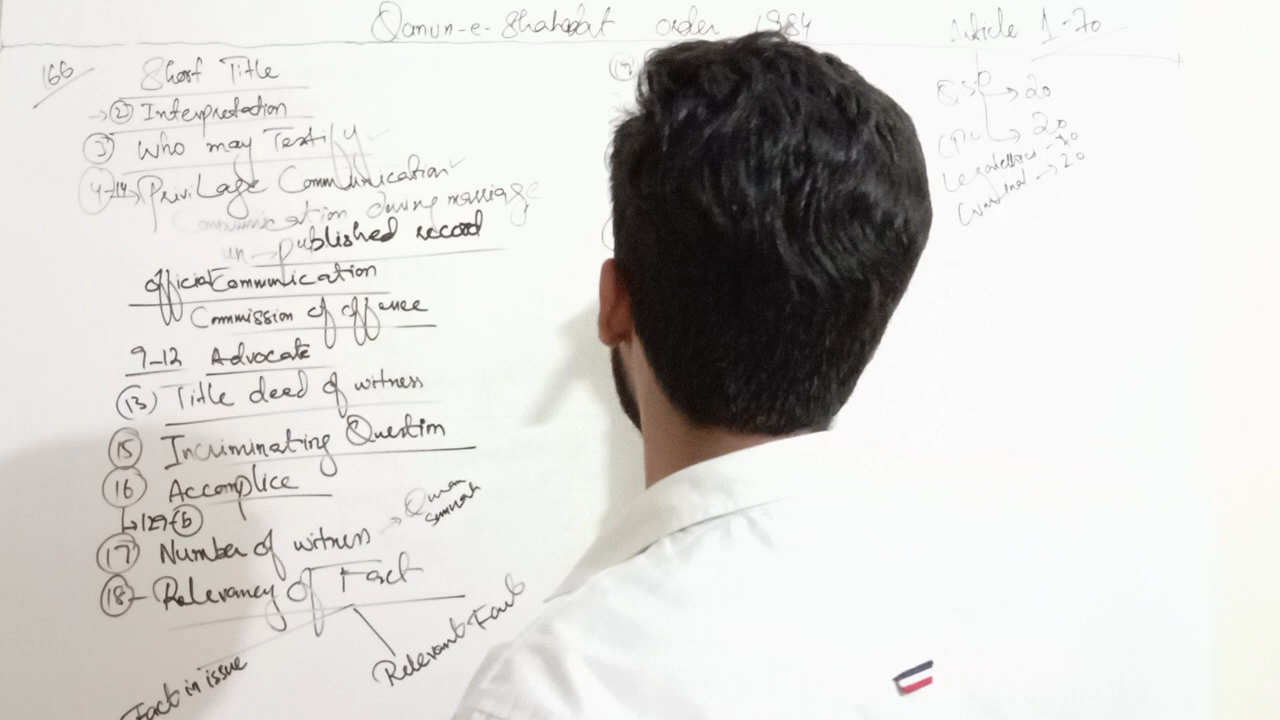 Qanun-e-Shahadat order 1984 Article 1-70
166 Short Title
→ ② Interpretation
③ who may Testify
4-14 Privilage Communication
Communication during marriage
un → published record
official Communication
Commission of offence
9-12 Advocate
⑬ Title deed of witness
⑮ Incriminating Question
⑯ Accomplice
↳ 129-ⓑ
⑰ Number of witness → Quran
Sunnah
⑱ - Relevancy of Fact
Fact in issue
Relevant Fact
QSO → 20
CPC → 20
Criminal → 20